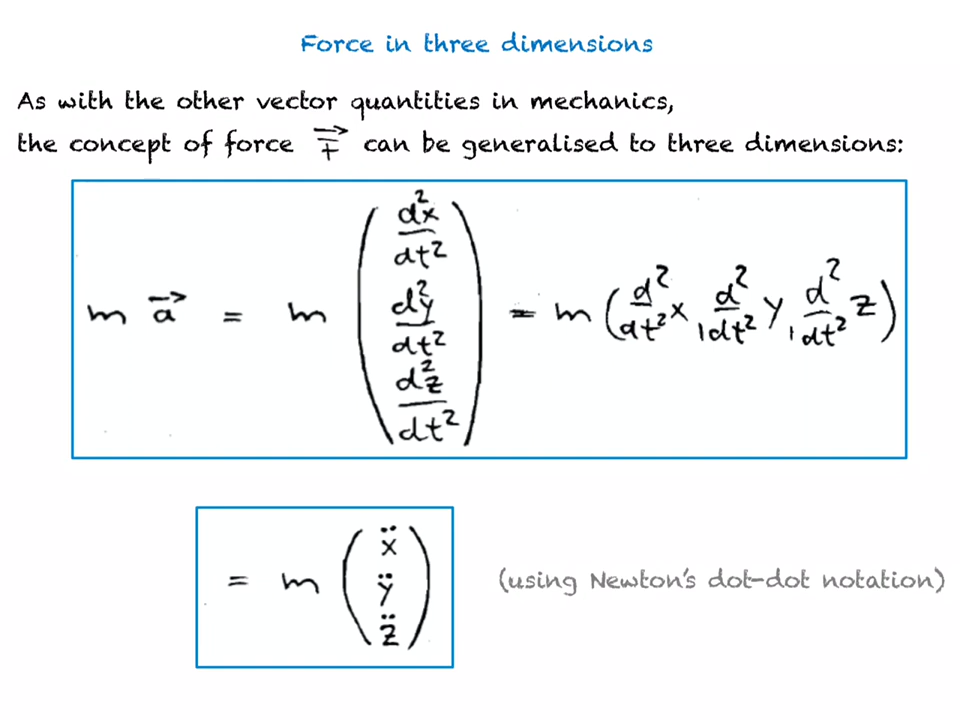 Force in three dimensions
As with the other vector quantities in mechanics,
the concept of force F⃗ can be generalised to three dimensions:
m a⃗ = m (d²x/dt² d²y/dt² d²z/dt²) = m (d²/dt² x, d²/dt² y, d²/dt² z)
= m (ẍ ÿ z̈) (using Newton's dot-dot notation)